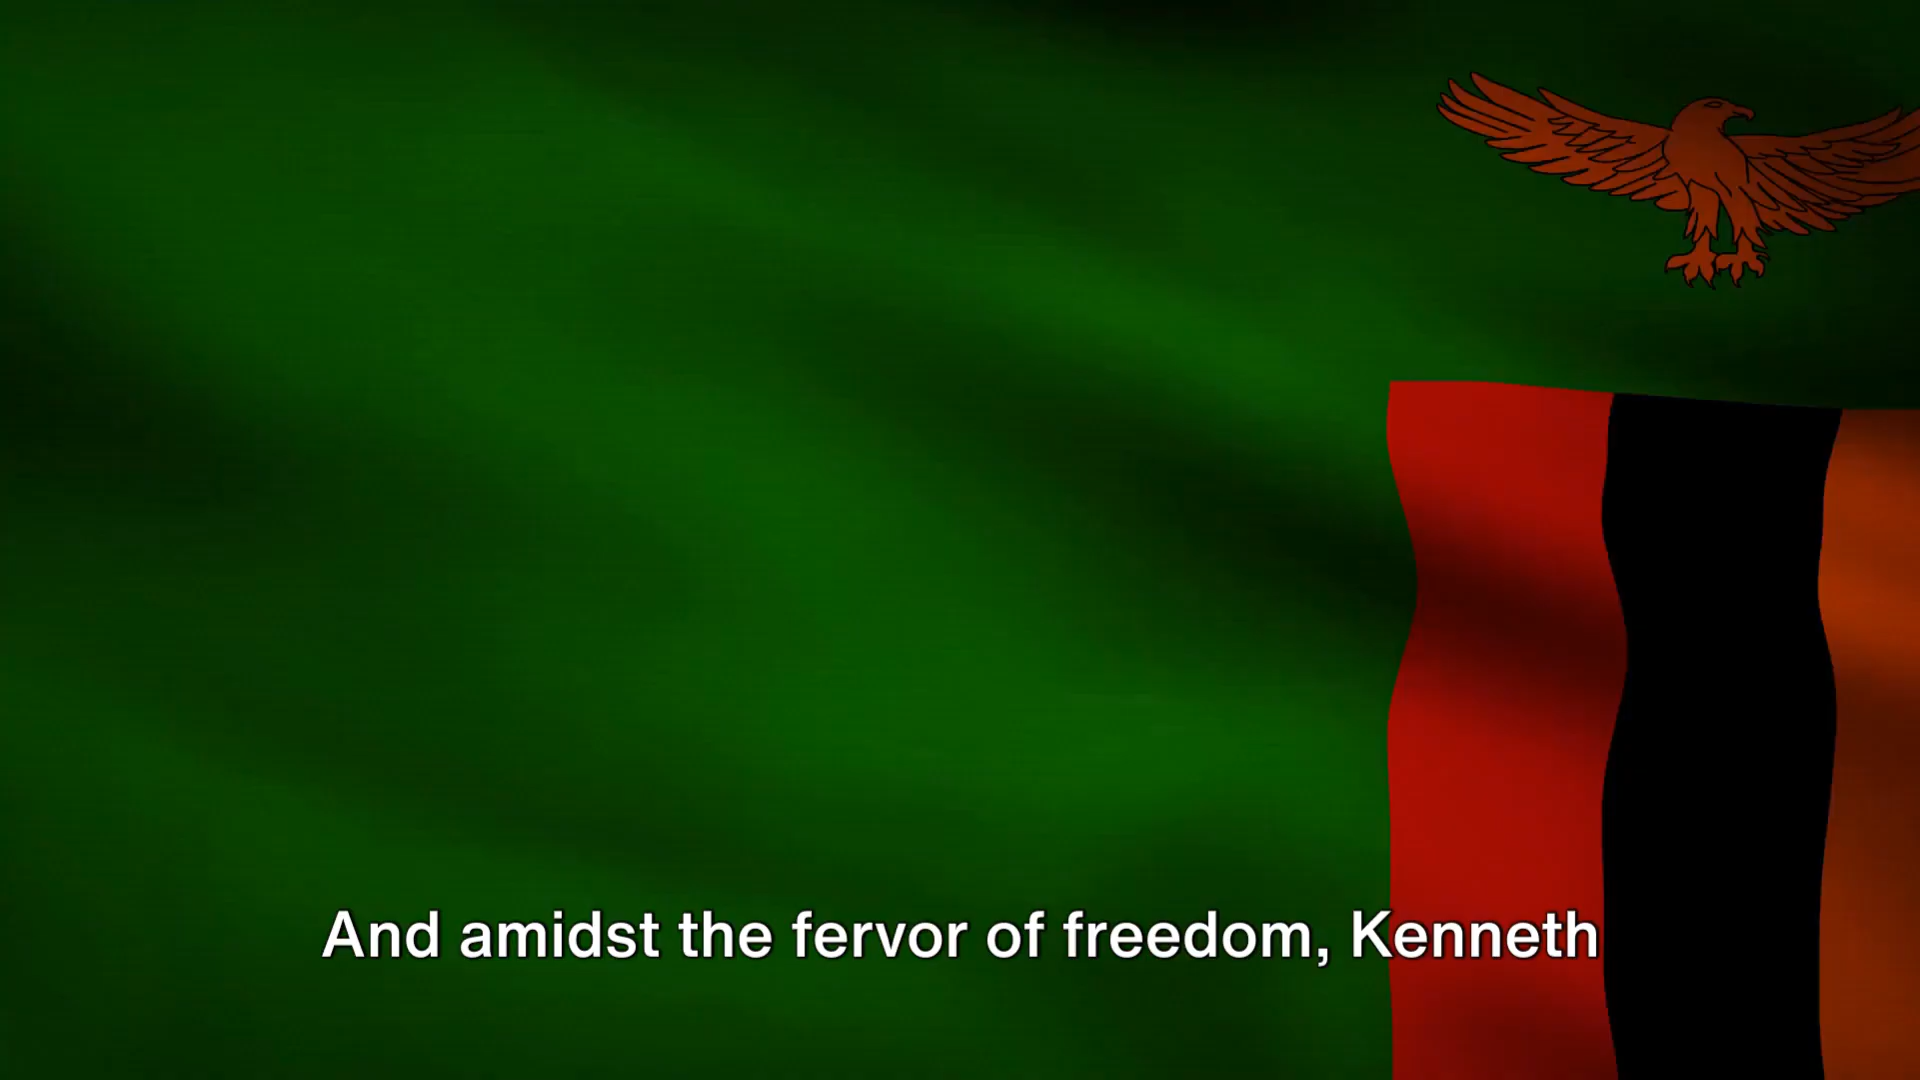 And amidst the fervor of freedom, Kenneth